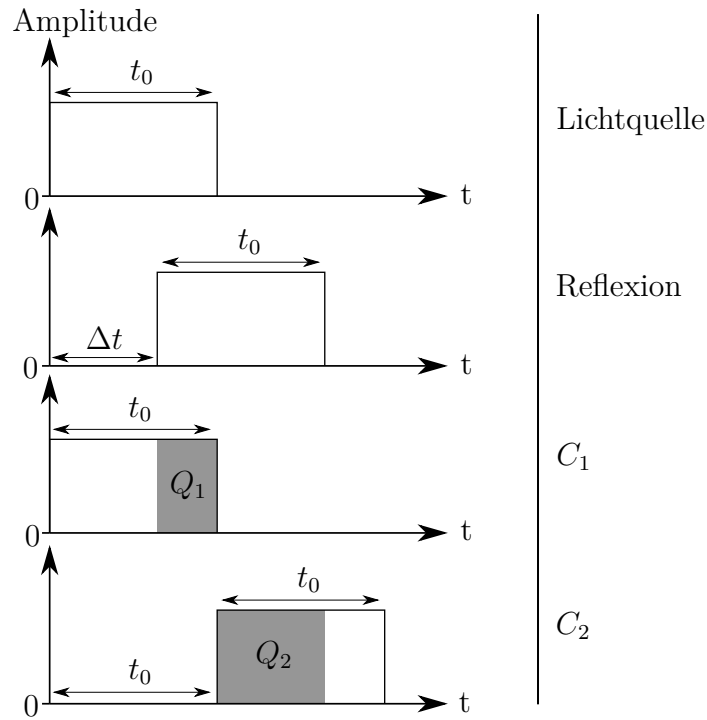 Amplitude
t₀
0
t
Lichtquelle
t₀
Δt
0
t
Reflexion
t₀
Q₁
0
t
C₁
t₀
Q₂
t₀
0
t
C₂